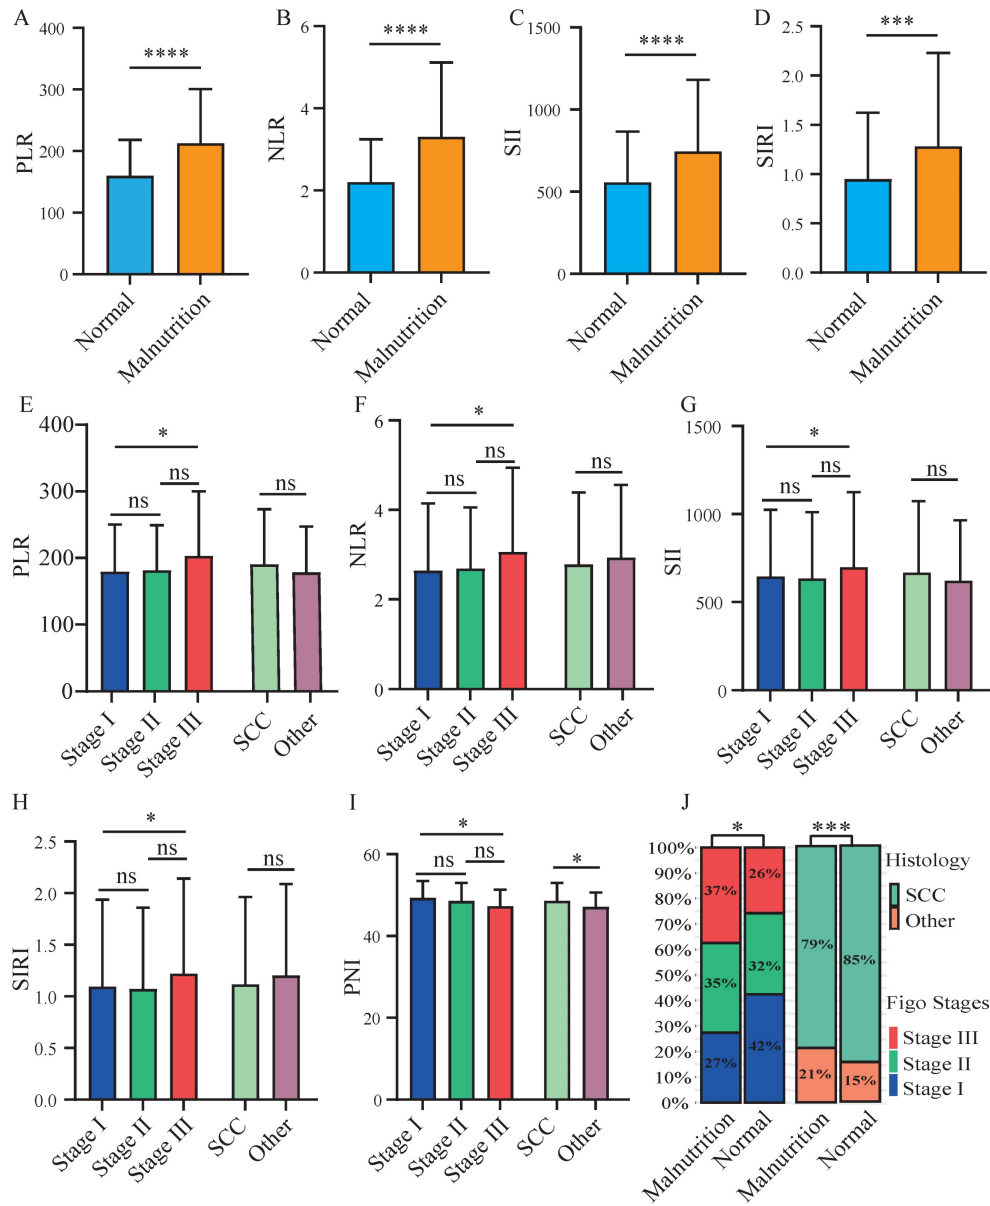 A
B
C
D
PLR
400
300
200
100
0
****
Normal
Malnutrition
NLR
6
4
2
0
****
Normal
Malnutrition
SII
1500
1000
500
0
****
Normal
Malnutrition
SIRI
2.5
2.0
1.5
1.0
0.5
0.0
***
Normal
Malnutrition
E
F
G
PLR
400
300
200
100
0
*
ns
ns
ns
Stage I
Stage II
Stage III
SCC
Other
NLR
6
4
2
0
*
ns
ns
ns
Stage I
Stage II
Stage III
SCC
Other
SII
1500
1000
500
0
*
ns
ns
ns
Stage I
Stage II
Stage III
SCC
Other
H
I
J
SIRI
2.5
2.0
1.5
1.0
0.5
0.0
*
ns
ns
ns
Stage I
Stage II
Stage III
SCC
Other
PNI
60
40
20
0
*
ns
ns
*
Stage I
Stage II
Stage III
SCC
Other
100%
90%
80%
70%
60%
50%
40%
30%
20%
10%
0%
*
***
37%
35%
27%
26%
32%
42%
79%
21%
85%
15%
Malnutrition
Normal
Malnutrition
Normal
Histology
SCC
Other
Figo Stages
Stage III
Stage II
Stage I